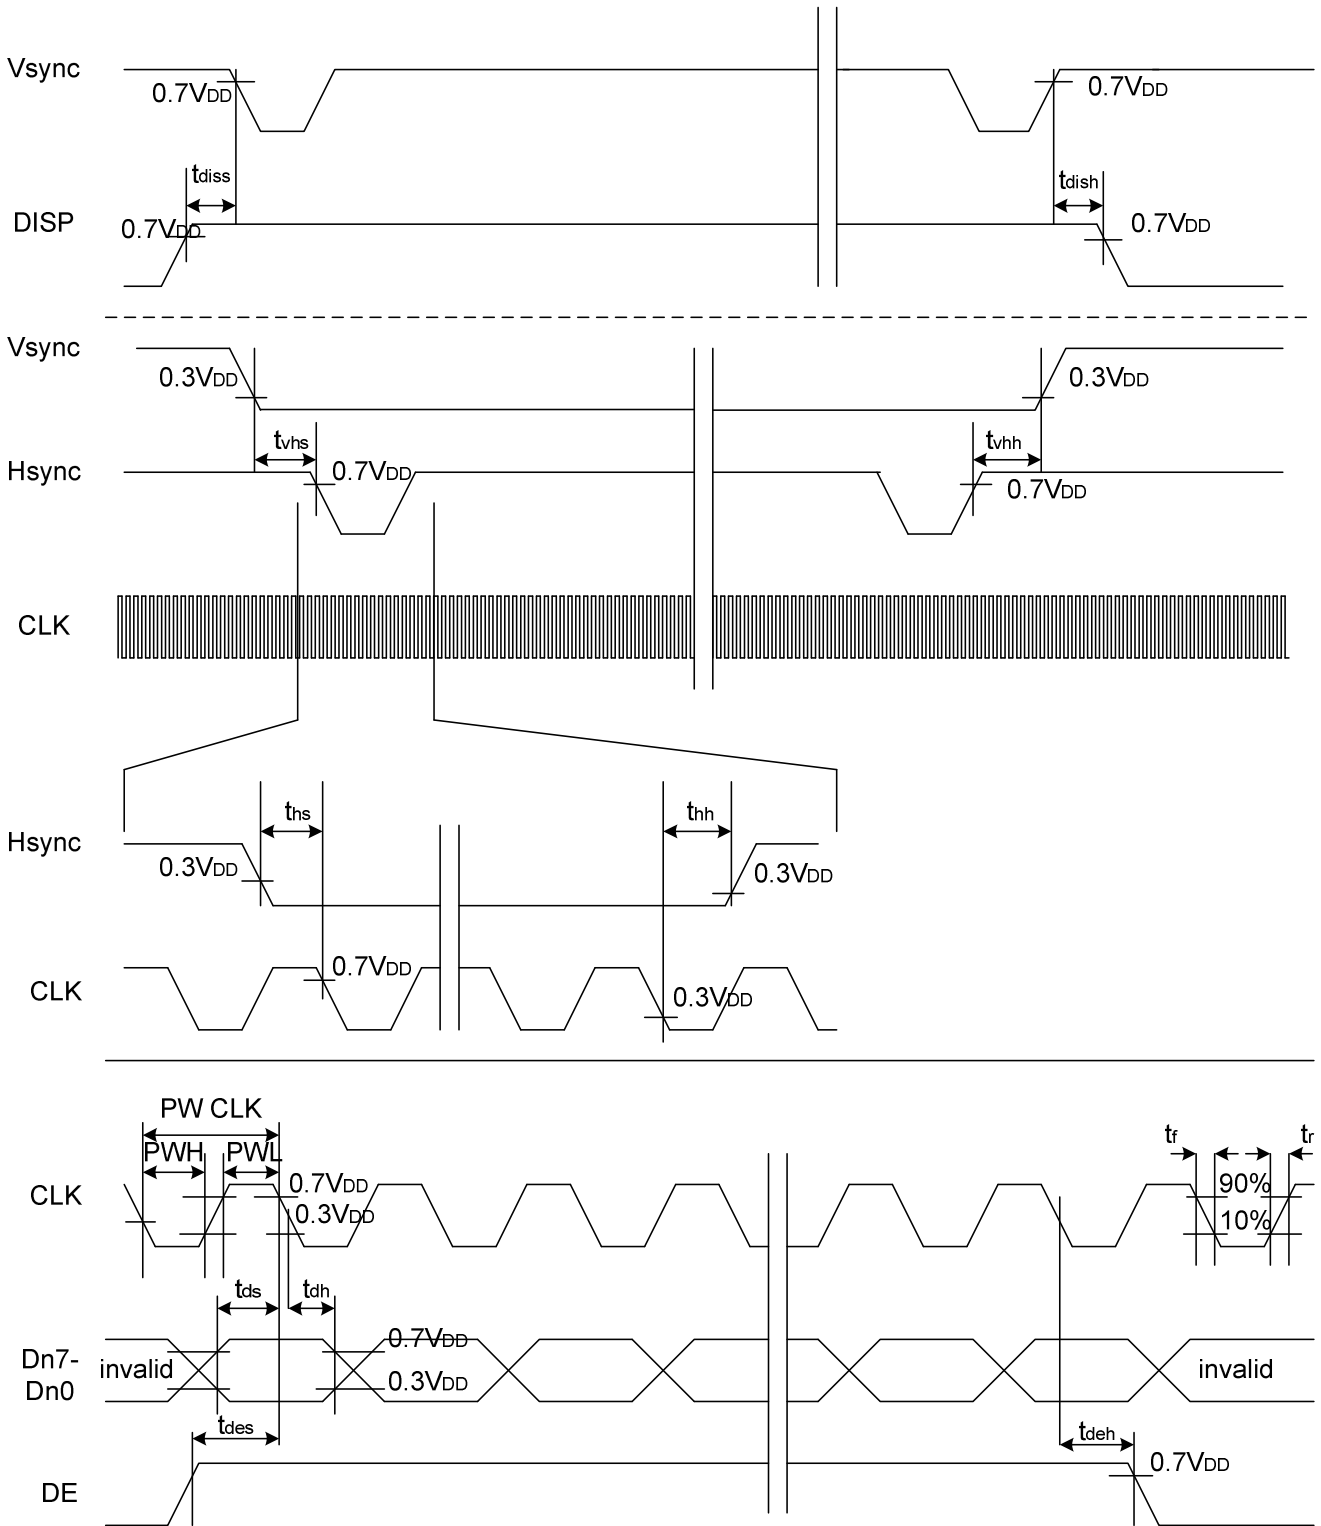 Vsync
0.7VDD
0.7VDD
tdiss
tdish
DISP
0.7VDD
0.7VDD
Vsync
0.3VDD
0.3VDD
tvhs
tvhh
Hsync
0.7VDD
0.7VDD
CLK
ths
thh
Hsync
0.3VDD
0.3VDD
CLK
0.7VDD
0.3VDD
PW CLK
PWH
PWL
tf
tr
CLK
0.7VDD
90%
0.3VDD
10%
tds
tdh
0.7VDD
Dn7-
Dn0
invalid
invalid
0.3VDD
tdes
tdeh
DE
0.7VDD